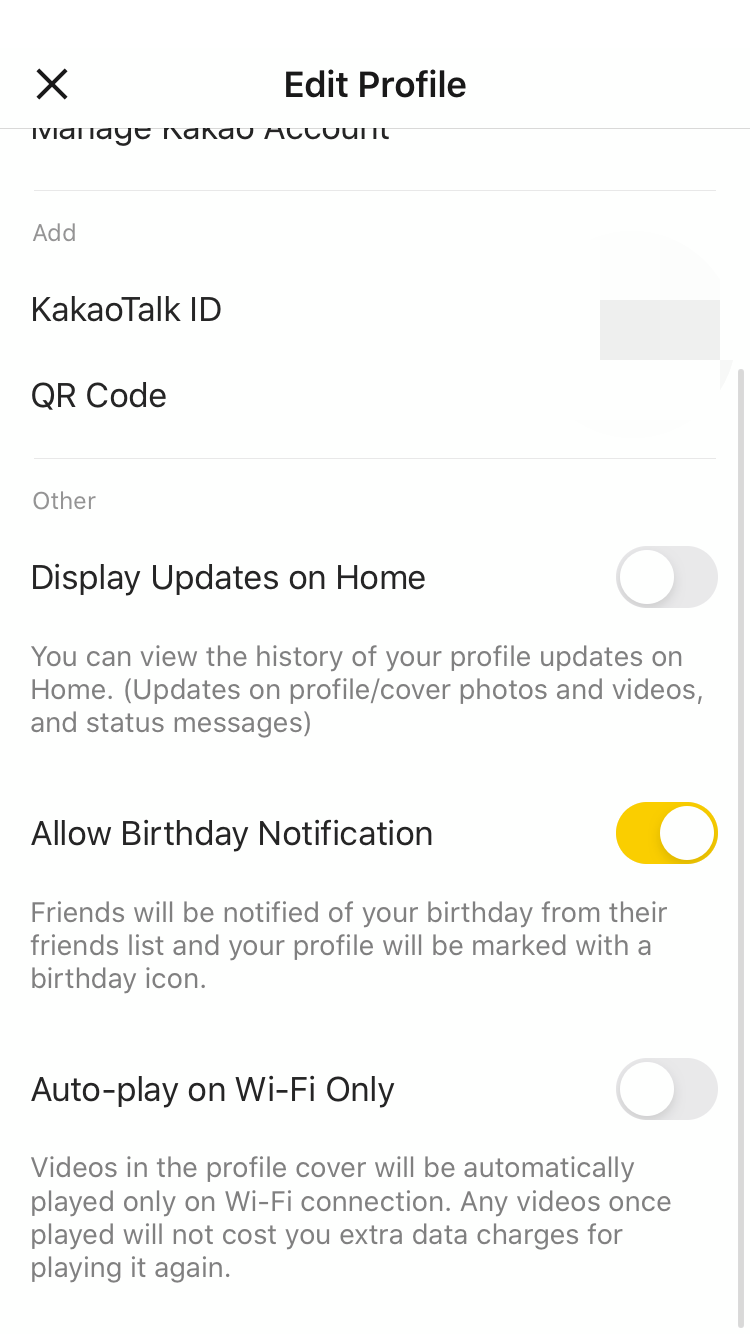 Edit Profile
Manage Kakao Account
Add
KakaoTalk ID
QR Code
Other
Display Updates on Home
You can view the history of your profile updates on
Home. (Updates on profile/cover photos and videos,
and status messages)
Allow Birthday Notification
Friends will be notified of your birthday from their
friends list and your profile will be marked with a
birthday icon.
Auto-play on Wi-Fi Only
Videos in the profile cover will be automatically
played only on Wi-Fi connection. Any videos once
played will not cost you extra data charges for
playing it again.